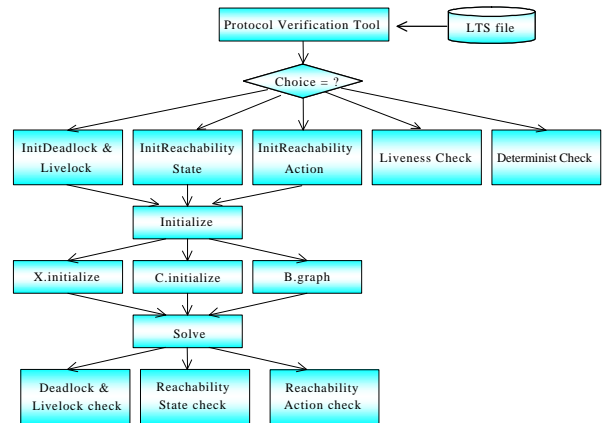 Protocol Verification Tool
LTS file
Choice = ?
InitDeadlock &
Livelock
InitReachability
State
InitReachability
Action
Liveness Check
Determinist Check
Initialize
X.initialize
C.initialize
B.graph
Solve
Deadlock &
Livelock check
Reachability
State check
Reachability
Action check